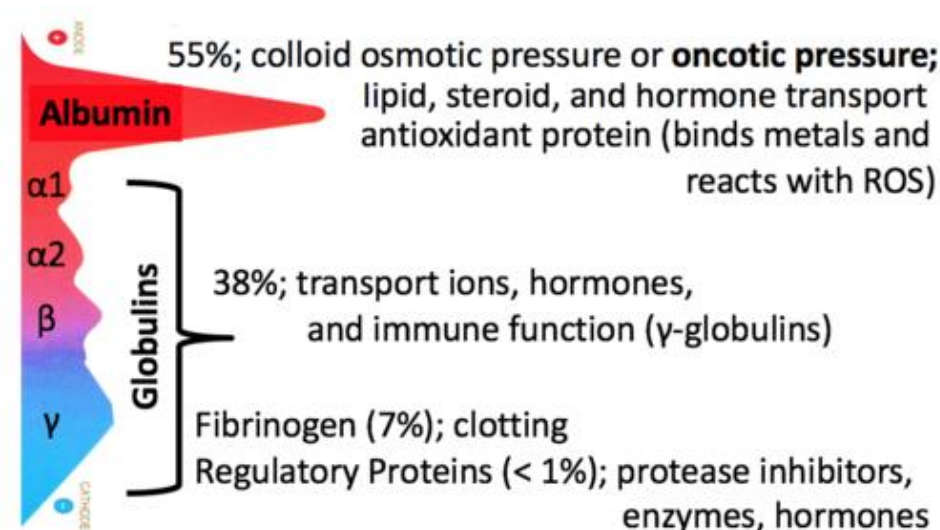 + ANODE
55%; colloid osmotic pressure or oncotic pressure;
Albumin
lipid, steroid, and hormone transport
antioxidant protein (binds metals and
reacts with ROS)
α1
α2
β
γ
Globulins
38%; transport ions, hormones,
and immune function (γ-globulins)
Fibrinogen (7%); clotting
Regulatory Proteins (< 1%); protease inhibitors,
enzymes, hormones
- CATHODE